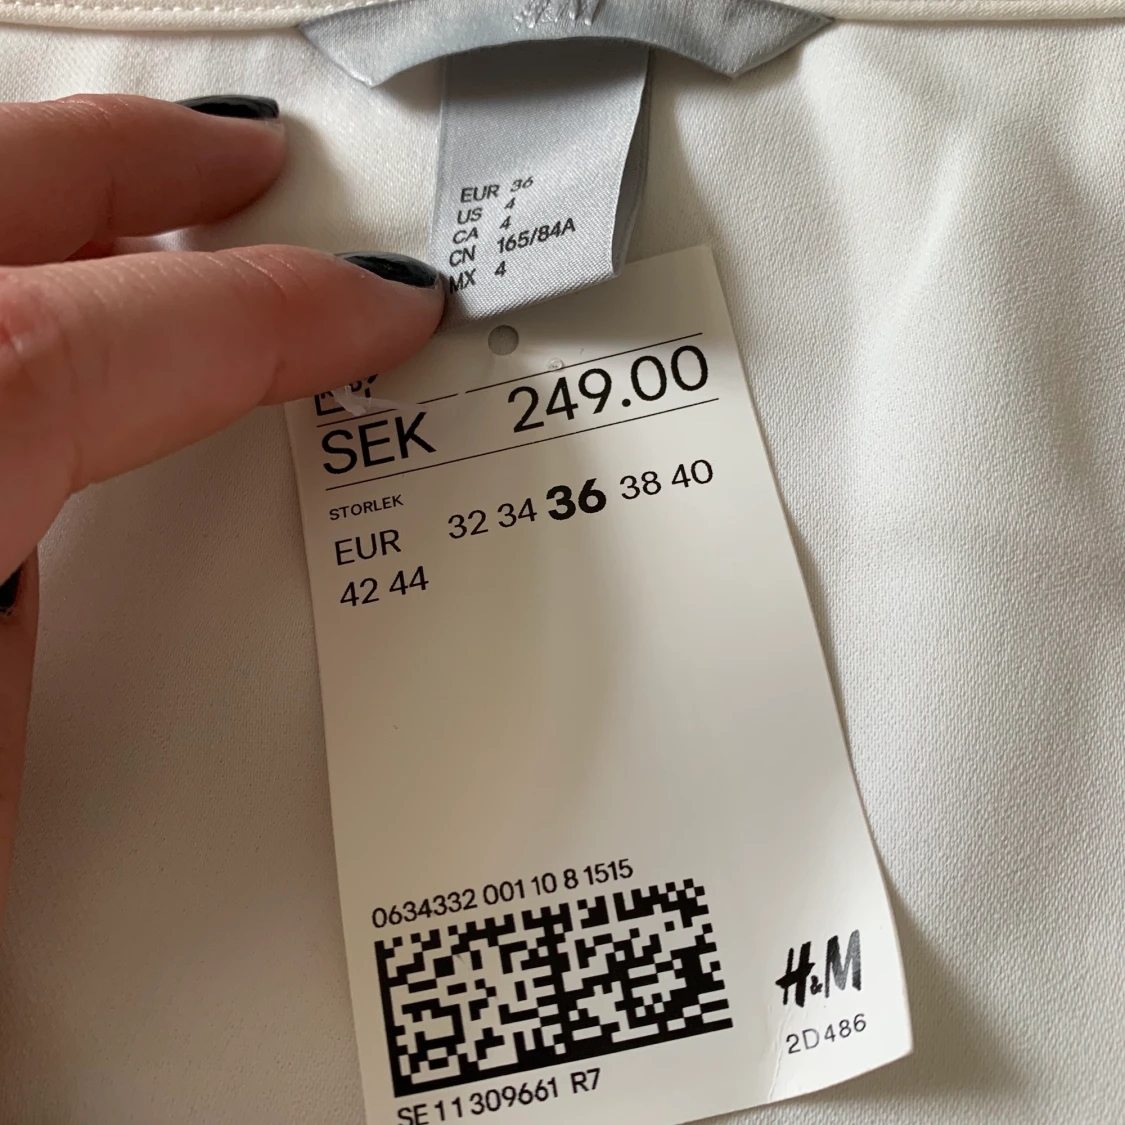 H&M
EUR 36
US 4
CA 4
CN 165/84A
MX 4
SEK 249.00
STORLEK
EUR 32 34 36 38 40
42 44
0634332 001 10 8 1515
H&M
2D486
SE 11 309661 R7